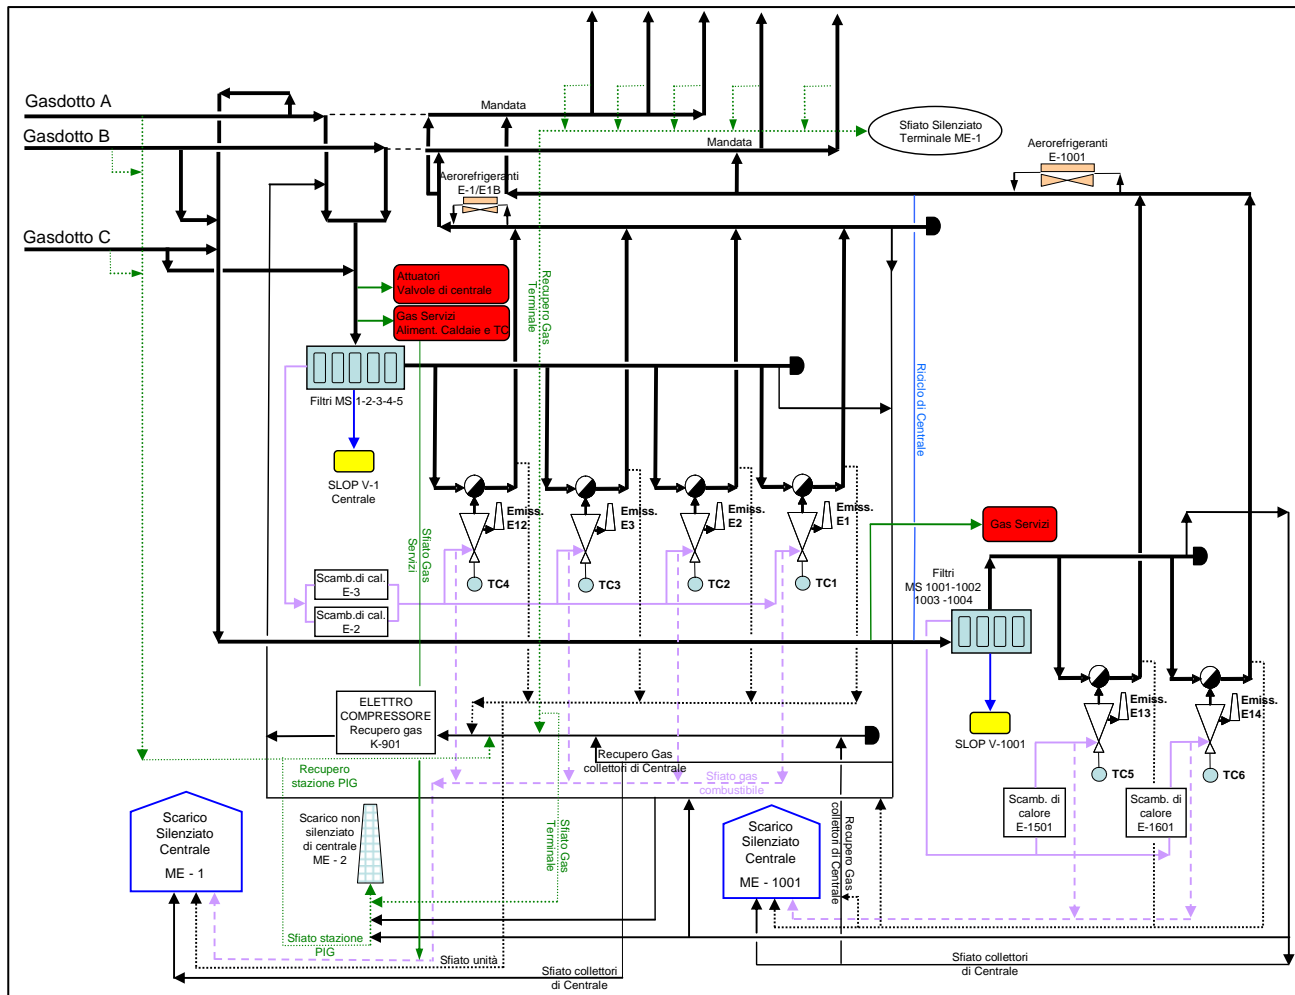 Gasdotto A
Gasdotto B
Gasdotto C
Mandata
Mandata
Sfiato Silenziato
Terminale ME-1
Aerorefrigeranti
E-1001
Aerorefrigeranti
E-1/E1B
Attuatori
Valvole di centrale
Gas Servizi
Aliment. Caldaie e TC
Recupero Gas
Terminale
Riciclo di Centrale
Filtri MS 1-2-3-4-5
SLOP V-1
Centrale
Emiss.
E12
Emiss.
E3
Emiss.
E2
Emiss.
E1
TC4
TC3
TC2
TC1
Sfiato Gas
Servizi
Gas Servizi
Filtri
MS 1001-1002
1003 -1004
Scamb.di cal.
E-3
Scamb.di cal.
E-2
ELETTRO
COMPRESSORE
Recupero gas
K-901
SLOP V-1001
Emiss.
E13
Emiss.
E14
TC5
TC6
Recupero Gas
collettori di Centrale
Recupero
stazione PIG
Sfiato gas
combustibile
Scarico
Silenziato
Centrale
ME - 1
Scarico non
silenziato
di centrale
ME - 2
Sfiato Gas
Terminale
Scarico
Silenziato
Centrale
ME - 1001
Recupero Gas
collettori di Centrale
Scamb. di
calore
E-1501
Scamb. di
calore
E-1601
Sfiato stazione
PIG
Sfiato unità
Sfiato collettori
di Centrale
Sfiato collettori
di Centrale